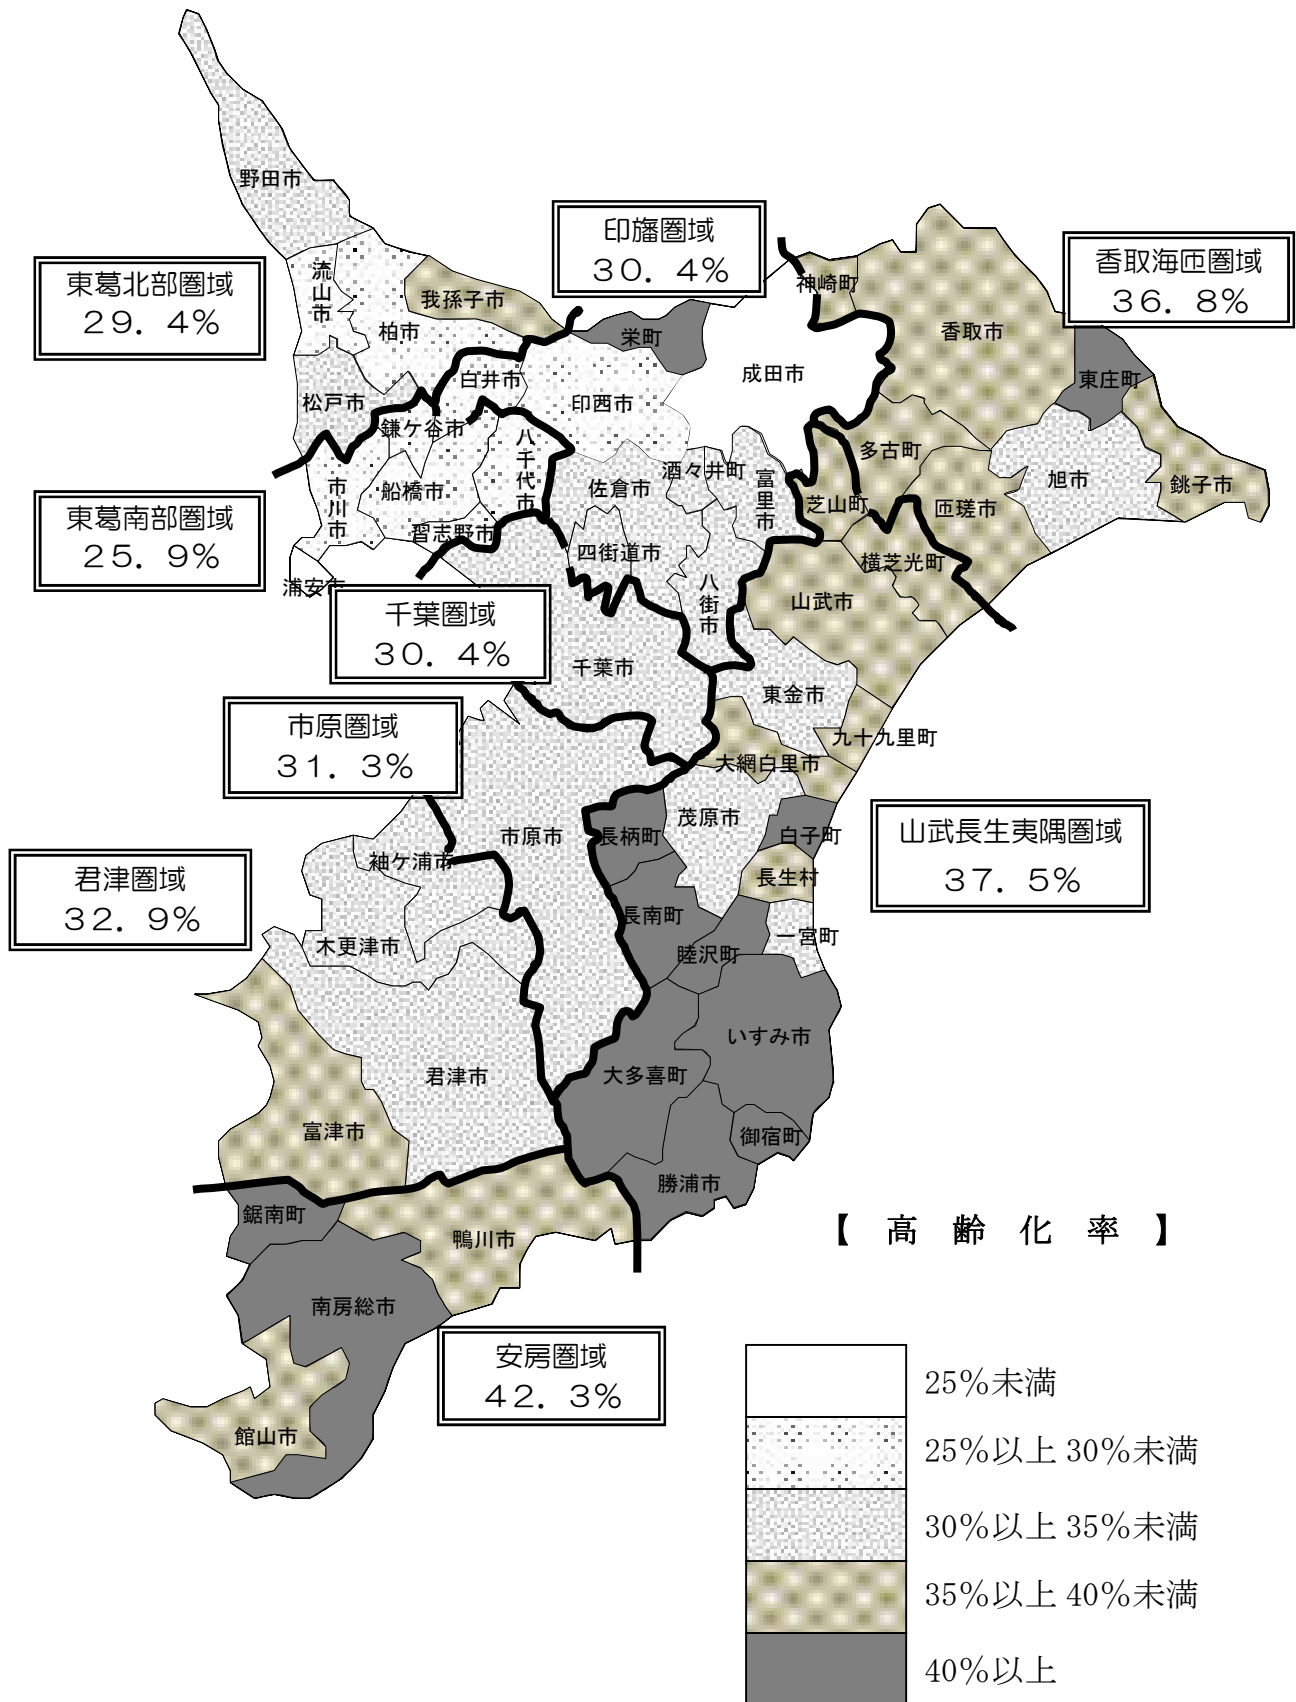 野田市
印旛圏域
30.4%
香取海匝圏域
36.8%
東葛北部圏域
29.4%
流山市
柏市
我孫子市
神崎町
香取市
栄町
成田市
東庄町
白井市
印西市
松戸市
鎌ケ谷市
八千代市
酒々井町
富里市
多古町
旭市
銚子市
市川市
船橋市
佐倉市
芝山町
匝瑳市
東葛南部圏域
25.9%
習志野市
四街道市
横芝光町
浦安市
八街市
山武市
千葉圏域
30.4%
千葉市
東金市
市原圏域
31.3%
九十九里町
大網白里市
市原市
長柄町
茂原市
白子町
山武長生夷隅圏域
37.5%
君津圏域
32.9%
袖ケ浦市
長生村
長南町
木更津市
睦沢町
一宮町
いすみ市
君津市
大多喜町
富津市
御宿町
勝浦市
鋸南町
鴨川市
【 高 齢 化 率 】
南房総市
安房圏域
42.3%
館山市
25%未満
25%以上 30%未満
30%以上 35%未満
35%以上 40%未満
40%以上